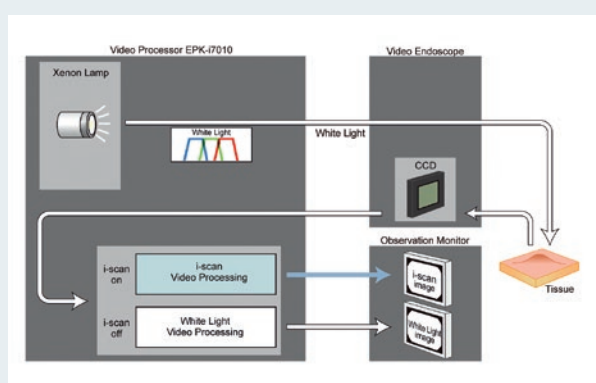 Video Processor EPK-i7010
Video Endoscope
Xenon Lamp
White Light
White Light
CCD
Observation Monitor
i-scan
on
i-scan
Video Processing
i-scan
image
Tissue
i-scan
off
White Light
Video Processing
White Light
image